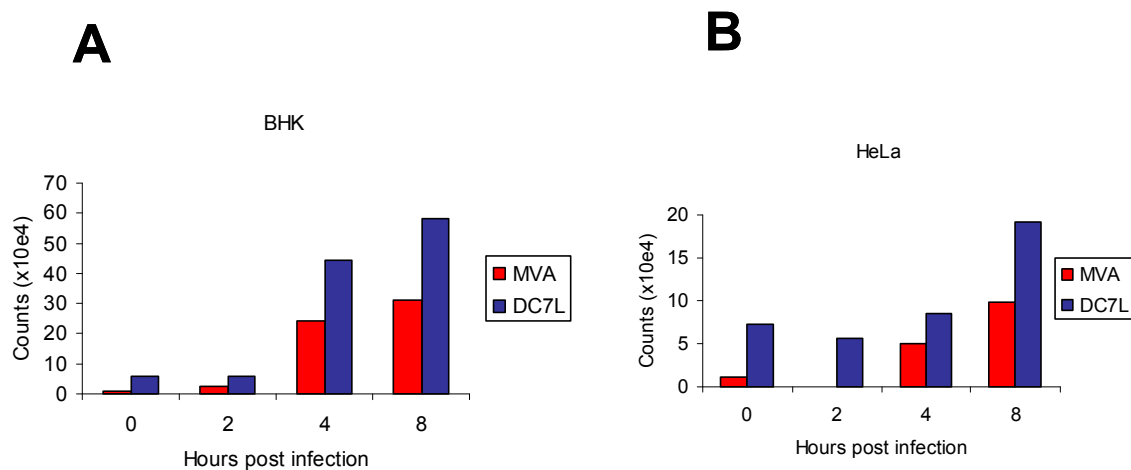 A
BHK
70
60
50
40
30
20
10
0
Counts (x10e4)
0 2 4 8
Hours post infection
MVA
DC7L
B
HeLa
20
15
10
5
0
Counts (x10e4)
0 2 4 8
Hours post infection
MVA
DC7L